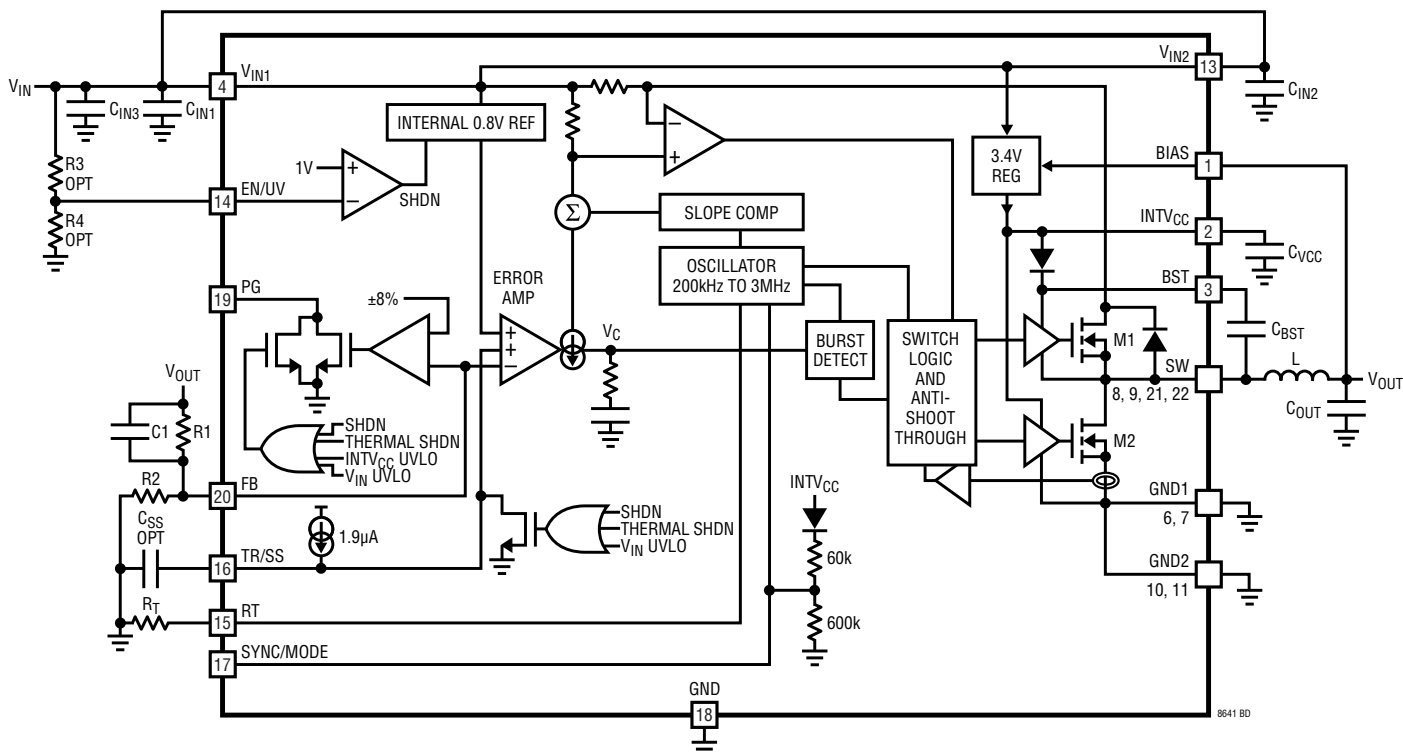 V_IN
C_IN3
C_IN1
R3
OPT
R4
OPT
4
V_IN1
INTERNAL 0.8V REF
1V
+
–
SHDN
14
EN/UV
–
+
Σ
SLOPE COMP
OSCILLATOR
200kHz TO 3MHz
V_IN2
13
C_IN2
3.4V
REG
BIAS
1
INTV_CC
2
C_VCC
BST
3
C_BST
19
PG
±8%
ERROR
AMP
+
+
–
V_C
BURST
DETECT
SWITCH
LOGIC
AND
ANTI-
SHOOT
THROUGH
M1
SW
8, 9, 21, 22
L
V_OUT
C_OUT
M2
V_OUT
C1
R1
SHDN
THERMAL SHDN
INTV_CC UVLO
V_IN UVLO
R2
20
FB
C_SS
OPT
1.9µA
16
TR/SS
SHDN
THERMAL SHDN
V_IN UVLO
INTV_CC
60k
600k
GND1
6, 7
GND2
10, 11
R_T
15
RT
17
SYNC/MODE
GND
18
8641 BD